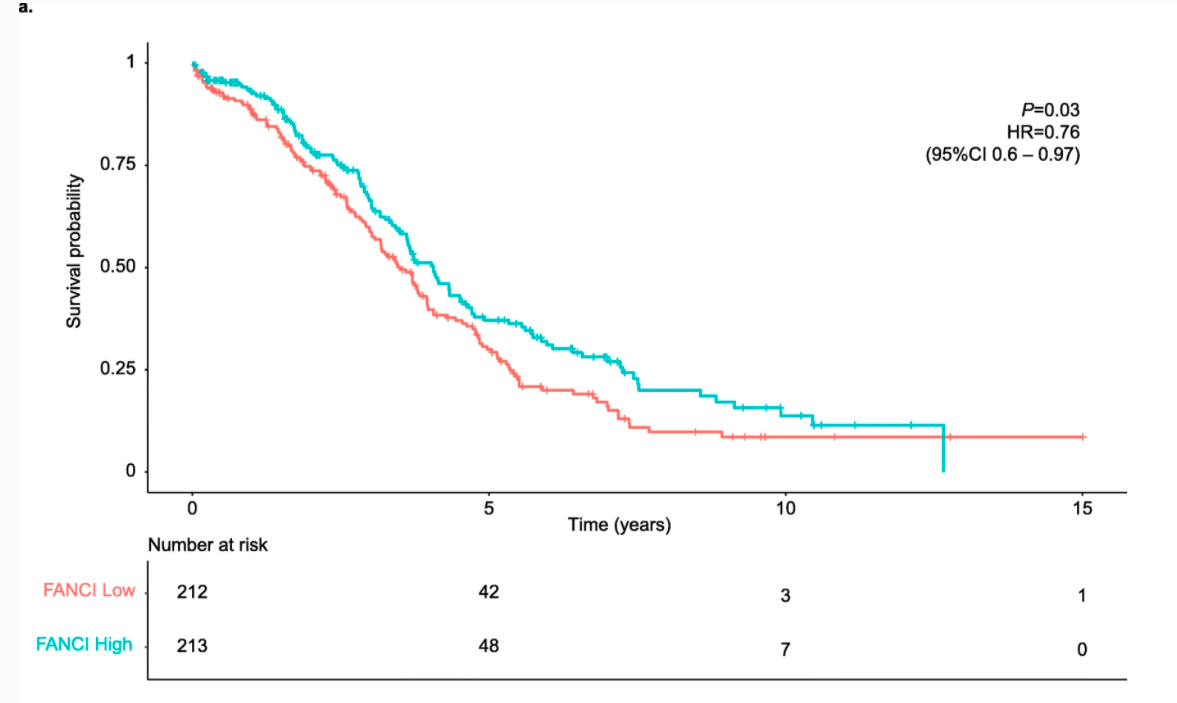 a.
1
P=0.03
HR=0.76
(95%CI 0.6 – 0.97)
0.75
Survival probability
0.50
0.25
0
0 5 10 15
Time (years)
Number at risk
FANCI Low 212 42 3 1
FANCI High 213 48 7 0